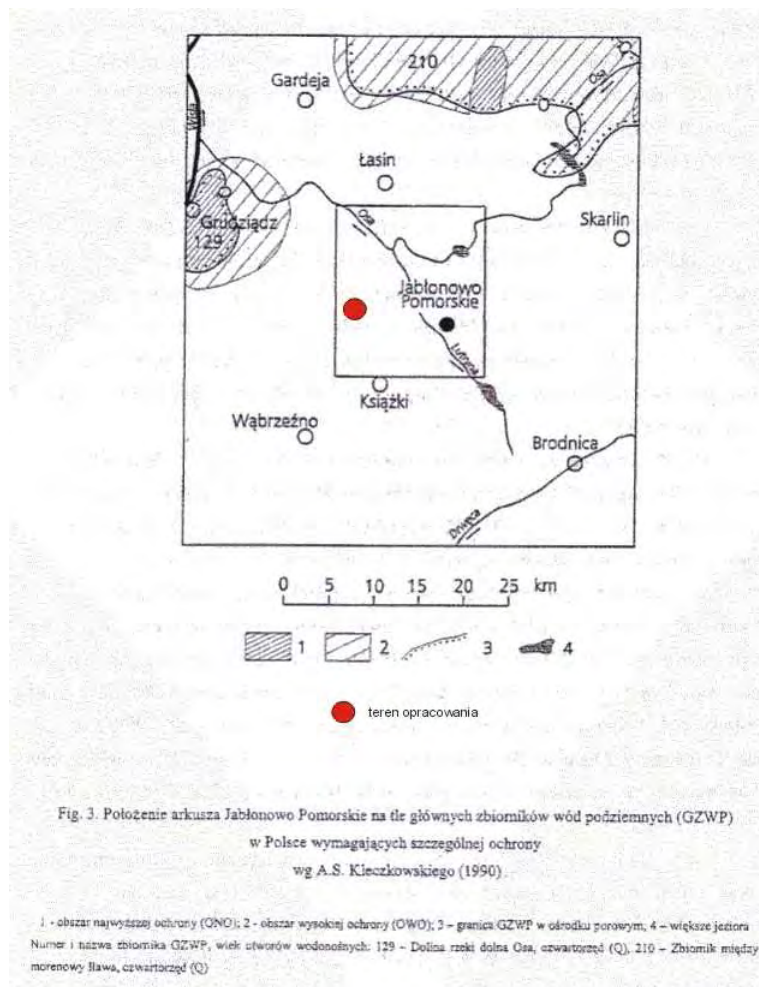 210
Gardeja
Osa
Wisła
Łasin
Osa
Grudziądz
129
Skarlin
Jabłonowo
Pomorskie
Lutryna
Książki
Wąbrzeźno
Brodnica
Drwęca
0 5 10 15 20 25 km
1 2 3 4
teren opracowania
Fig. 3. Położenie arkusza Jabłonowo Pomorskie na tle głównych zbiorników wód podziemnych (GZWP)
w Polsce wymagających szczególnej ochrony
wg A.S. Kleczkowskiego (1990).
1 - obszar najwyższej ochrony (ONO); 2 - obszar wysokiej ochrony (OWO); 3 – granica GZWP w ośrodku porowym; 4 – większe jeziora
Numer i nazwa zbiornika GZWP, wiek utworów wodonośnych: 129 – Dolina rzeki dolna Osa, czwartorzęd (Q), 210 – Zbiornik między
morenowy Iława, czwartorzęd (Q)